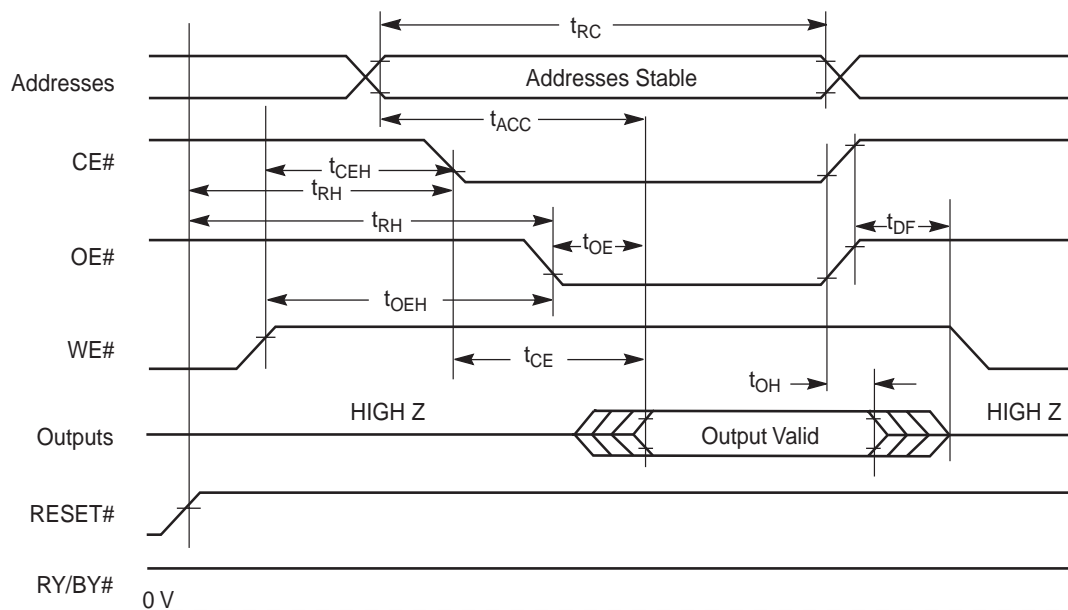 tRC
Addresses
Addresses Stable
tACC
CE#
tCEH
tRH
tRH
tOE
tDF
OE#
tOEH
WE#
tCE
tOH
HIGH Z
HIGH Z
Outputs
Output Valid
RESET#
RY/BY#
0 V